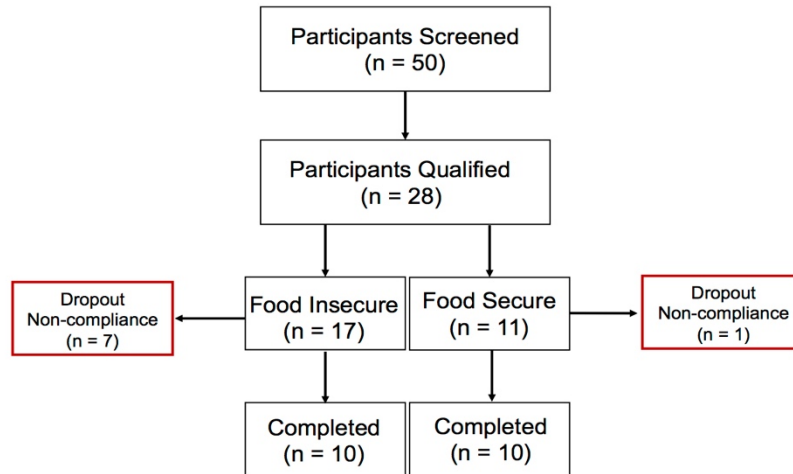 Participants Screened
(n = 50)
Participants Qualified
(n = 28)
Dropout
Non-compliance
(n = 7)
Food Insecure
(n = 17)
Food Secure
(n = 11)
Dropout
Non-compliance
(n = 1)
Completed
(n = 10)
Completed
(n = 10)